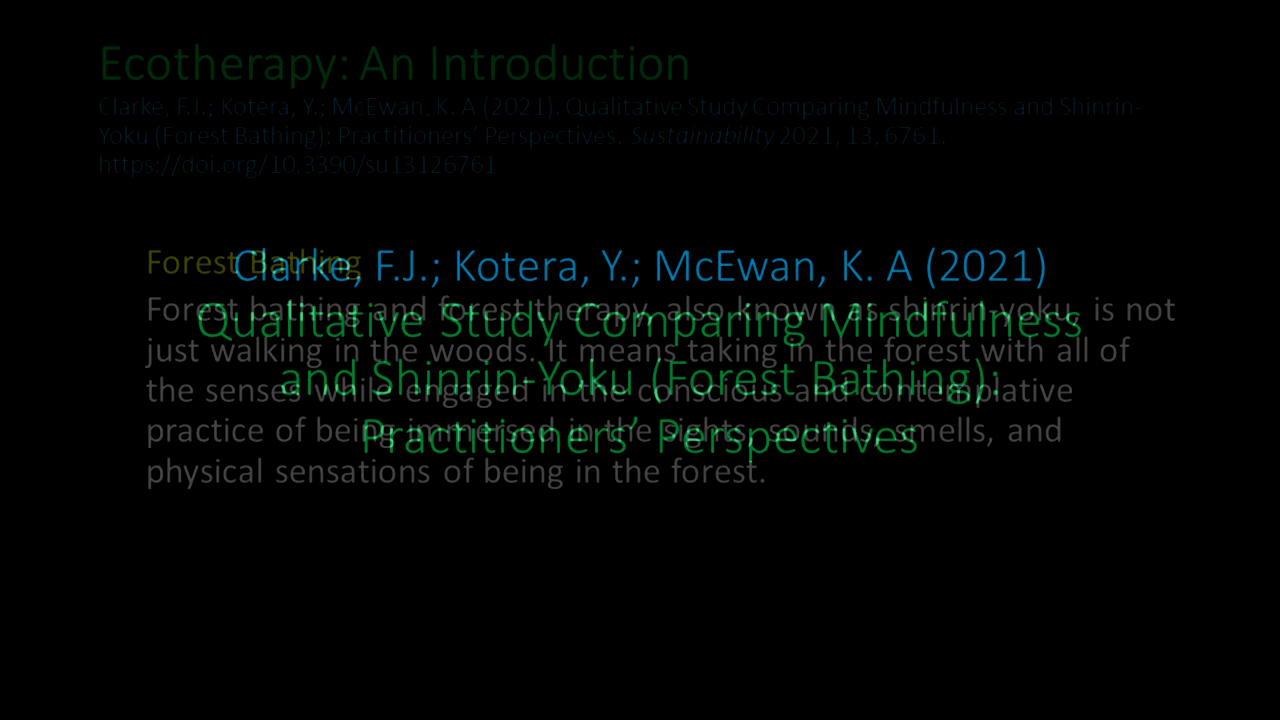 Ecotherapy: An Introduction
Clarke, F.J.; Kotera, Y.; McEwan, K. A (2021). Qualitative Study Comparing Mindfulness and Shinrin-
Yoku (Forest Bathing): Practitioners’ Perspectives. Sustainability 2021, 13, 6761.
https://doi.org/10.3390/su13126761
Forest Bathing
Clarke, F.J.; Kotera, Y.; McEwan, K. A (2021)
Forest bathing and forest therapy, also known as shinrin-yoku, is not
Qualitative Study Comparing Mindfulness
just walking in the woods. It means taking in the forest with all of
and Shinrin-Yoku (Forest Bathing):
the senses while engaged in the conscious and contemplative
practice of being immersed in the sights, sounds, smells, and
Practitioners’ Perspectives
physical sensations of being in the forest.